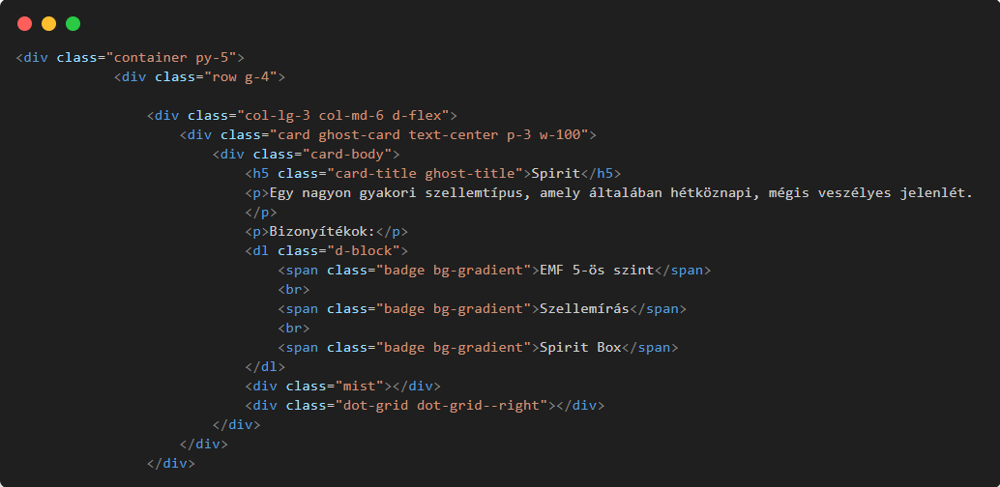 <div class="container py-5">
<div class="row g-4">
<div class="col-lg-3 col-md-6 d-flex">
<div class="card ghost-card text-center p-3 w-100">
<div class="card-body">
<h5 class="card-title ghost-title">Spirit</h5>
<p>Egy nagyon gyakori szellemtípus, amely általában hétköznapi, mégis veszélyes jelenlét.
</p>
<p>Bizonyítékok:</p>
<dl class="d-block">
<span class="badge bg-gradient">EMF 5-ös szint</span>
<br>
<span class="badge bg-gradient">Szellemírás</span>
<br>
<span class="badge bg-gradient">Spirit Box</span>
</dl>
<div class="mist"></div>
<div class="dot-grid dot-grid--right"></div>
</div>
</div>
</div>